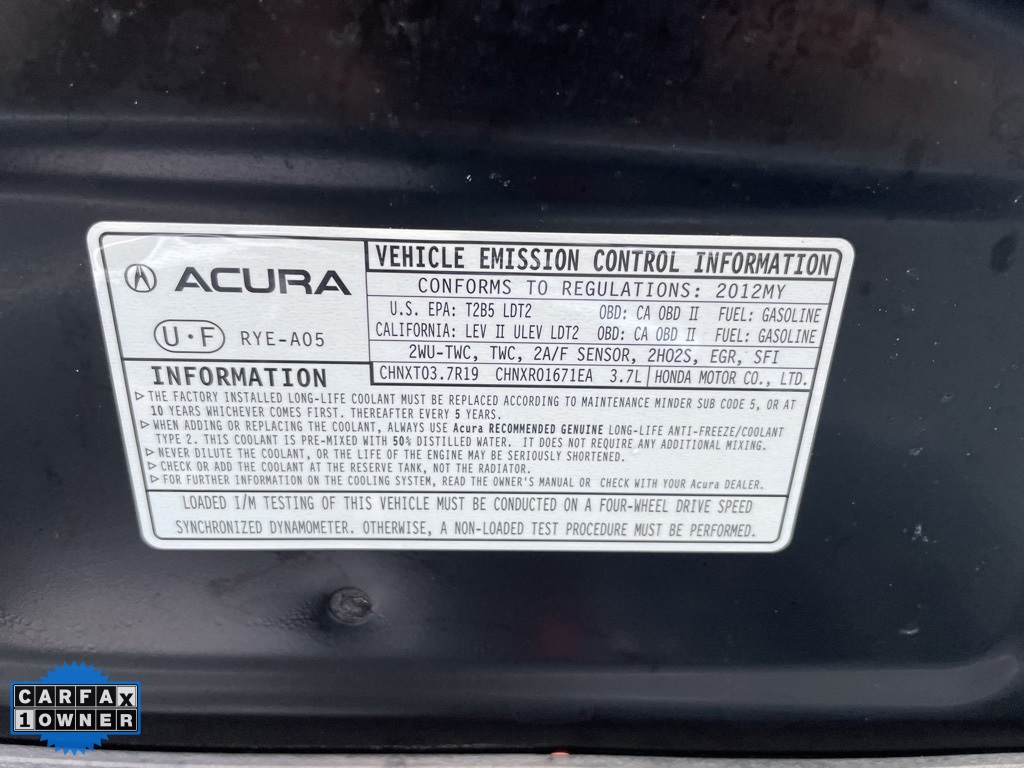 ACURA
U·F RYE-A05
VEHICLE EMISSION CONTROL INFORMATION
CONFORMS TO REGULATIONS: 2012MY
U.S. EPA: T2B5 LDT2 OBD: CA OBD II FUEL: GASOLINE
CALIFORNIA: LEV II ULEV LDT2 OBD: CA OBD II FUEL: GASOLINE
2WU-TWC, TWC, 2A/F SENSOR, 2HO2S, EGR, SFI
CHNXT03.7R19 CHNXR01671EA 3.7L HONDA MOTOR CO., LTD.
INFORMATION
▷ THE FACTORY INSTALLED LONG-LIFE COOLANT MUST BE REPLACED ACCORDING TO MAINTENANCE MINDER SUB CODE 5, OR AT
10 YEARS WHICHEVER COMES FIRST. THEREAFTER EVERY 5 YEARS.
▷ WHEN ADDING OR REPLACING THE COOLANT, ALWAYS USE Acura RECOMMENDED GENUINE LONG-LIFE ANTI-FREEZE/COOLANT
TYPE 2. THIS COOLANT IS PRE-MIXED WITH 50% DISTILLED WATER. IT DOES NOT REQUIRE ANY ADDITIONAL MIXING.
▷ NEVER DILUTE THE COOLANT, OR THE LIFE OF THE ENGINE MAY BE SERIOUSLY SHORTENED.
▷ CHECK OR ADD THE COOLANT AT THE RESERVE TANK, NOT THE RADIATOR.
▷ FOR FURTHER INFORMATION ON THE COOLING SYSTEM, READ THE OWNER'S MANUAL OR CHECK WITH YOUR Acura DEALER.
LOADED I/M TESTING OF THIS VEHICLE MUST BE CONDUCTED ON A FOUR-WHEEL DRIVE SPEED
SYNCHRONIZED DYNAMOMETER. OTHERWISE, A NON-LOADED TEST PROCEDURE MUST BE PERFORMED.
CARFAX
1 OWNER